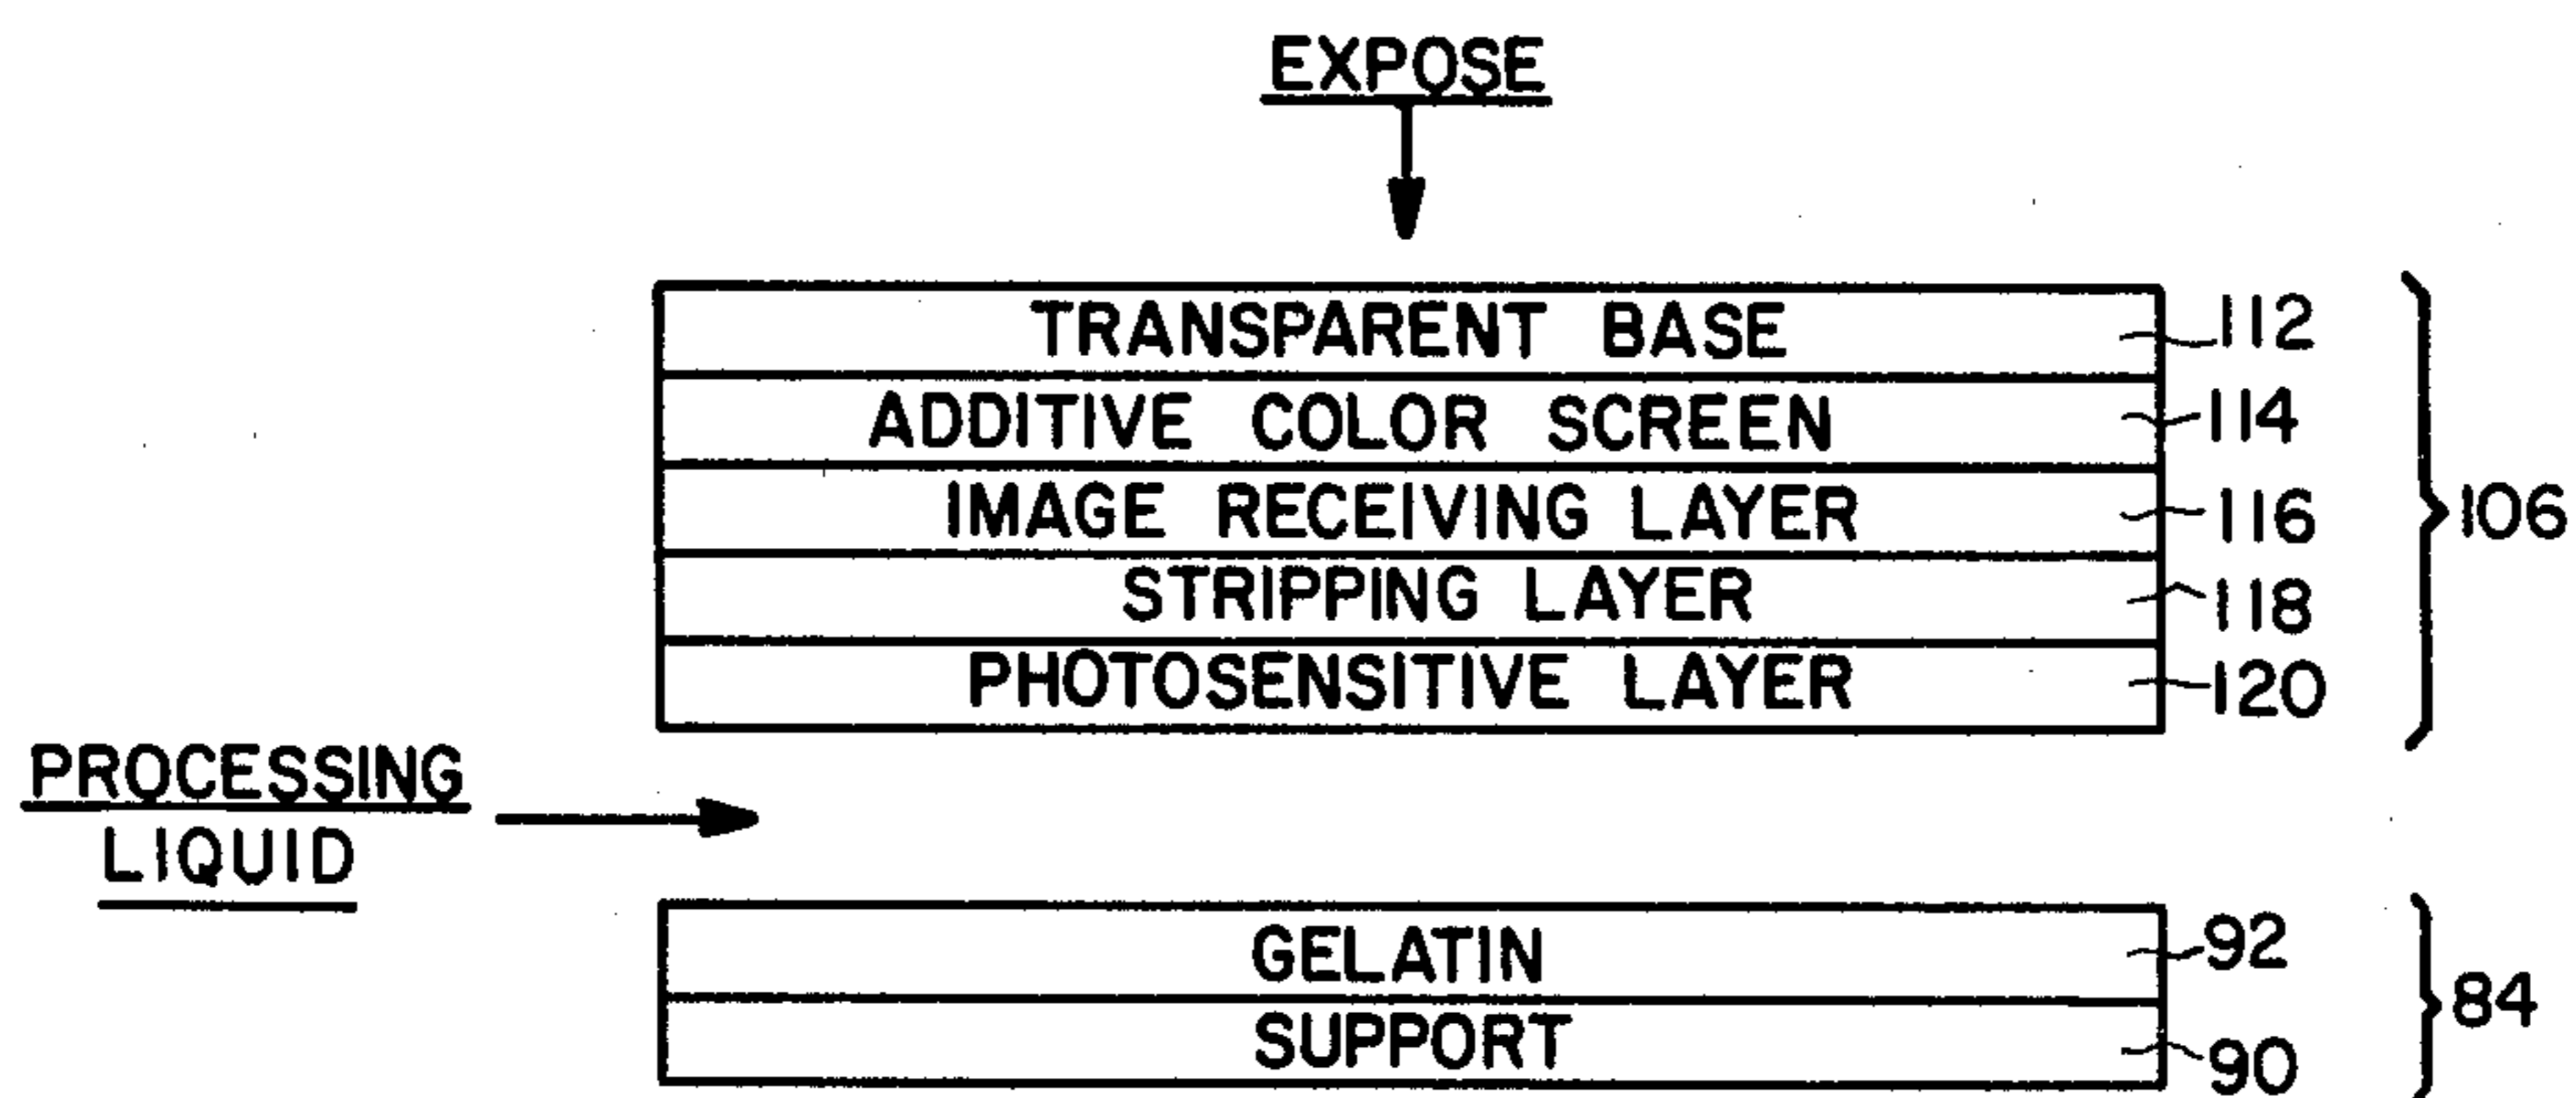 EXPOSE
TRANSPARENT BASE 112
ADDITIVE COLOR SCREEN 114
IMAGE RECEIVING LAYER 116
106
STRIPPING LAYER 118
PHOTOSENSITIVE LAYER 120
PROCESSING
LIQUID
GELATIN 92
84
SUPPORT 90